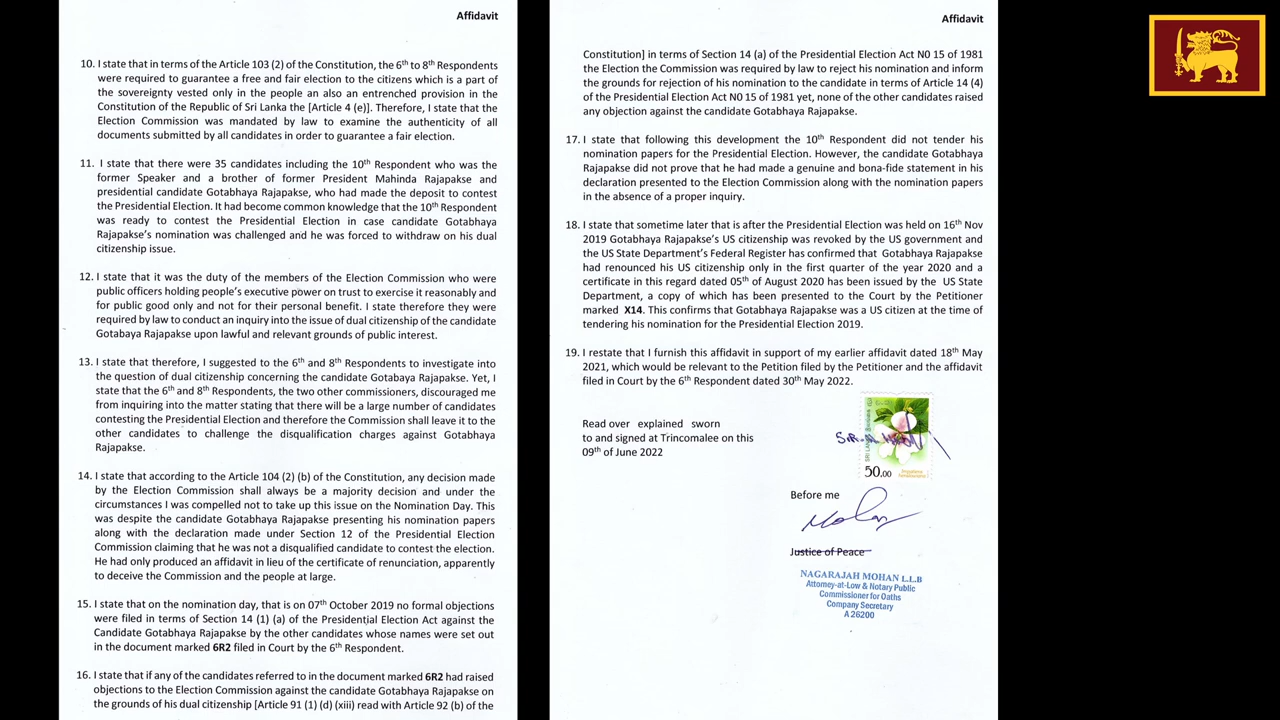 Affidavit
10. I state that in terms of the Article 103 (2) of the Constitution, the 6th to 8th Respondents
were required to guarantee a free and fair election to the citizens which is a part of
the sovereignty vested only in the people an also an entrenched provision in the
Constitution of the Republic of Sri Lanka the [Article 4 (e)]. Therefore, I state that the
Election Commission was mandated by law to examine the authenticity of all
documents submitted by all candidates in order to guarantee a fair election.
11. I state that there were 35 candidates including the 10th Respondent who was the
former Speaker and a brother of former President Mahinda Rajapakse and
presidential candidate Gotabhaya Rajapakse, who had made the deposit to contest
the Presidential Election. It had become common knowledge that the 10th Respondent
was ready to contest the Presidential Election in case candidate Gotabhaya
Rajapakse's nomination was challenged and he was forced to withdraw on his dual
citizenship issue.
12. I state that it was the duty of the members of the Election Commission who were
public officers holding people's executive power on trust to exercise it reasonably and
for public good only and not for their personal benefit. I state therefore they were
required by law to conduct an inquiry into the issue of dual citizenship of the candidate
Gotabaya Rajapakse upon lawful and relevant grounds of public interest.
13. I state that therefore, I suggested to the 6th and 8th Respondents to investigate into
the question of dual citizenship concerning the candidate Gotabaya Rajapakse. Yet, I
state that the 6th and 8th Respondents, the two other commissioners, discouraged me
from inquiring into the matter stating that there will be a large number of candidates
contesting the Presidential Election and therefore the Commission shall leave it to the
other candidates to challenge the disqualification charges against Gotabhaya
Rajapakse.
14. I state that according to the Article 104 (2) (b) of the Constitution, any decision made
by the Election Commission shall always be a majority decision and under the
circumstances I was compelled not to take up this issue on the Nomination Day. This
was despite the candidate Gotabhaya Rajapakse presenting his nomination papers
along with the declaration made under Section 12 of the Presidential Election
Commission claiming that he was not a disqualified candidate to contest the election.
He had only produced an affidavit in lieu of the certificate of renunciation, apparently
to deceive the Commission and the people at large.
15. I state that on the nomination day, that is on 07th October 2019 no formal objections
were filed in terms of Section 14 (1) (a) of the Presidential Election Act against the
Candidate Gotabhaya Rajapakse by the other candidates whose names were set out
in the document marked 6R2 filed in Court by the 6th Respondent.
16. I state that if any of the candidates referred to in the document marked 6R2 had raised
objections to the Election Commission against the candidate Gotabhaya Rajapakse on
the grounds of his dual citizenship [Article 91 (1) (d) (xiii) read with Article 92 (b) of the
Affidavit
Constitution] in terms of Section 14 (a) of the Presidential Election Act N0 15 of 1981
the Election the Commission was required by law to reject his nomination and inform
the grounds for rejection of his nomination to the candidate in terms of Article 14 (4)
of the Presidential Election Act N0 15 of 1981 yet, none of the other candidates raised
any objection against the candidate Gotabhaya Rajapakse.
17. I state that following this development the 10th Respondent did not tender his
nomination papers for the Presidential Election. However, the candidate Gotabhaya
Rajapakse did not prove that he had made a genuine and bona-fide statement in his
declaration presented to the Election Commission along with the nomination papers
in the absence of a proper inquiry.
18. I state that sometime later that is after the Presidential Election was held on 16th Nov
2019 Gotabhaya Rajapakse's US citizenship was revoked by the US government and
the US State Department's Federal Register has confirmed that Gotabhaya Rajapakse
had renounced his US citizenship only in the first quarter of the year 2020 and a
certificate in this regard dated 05th of August 2020 has been issued by the US State
Department, a copy of which has been presented to the Court by the Petitioner
marked X14. This confirms that Gotabhaya Rajapakse was a US citizen at the time of
tendering his nomination for the Presidential Election 2019.
19. I restate that I furnish this affidavit in support of my earlier affidavit dated 18th May
2021, which would be relevant to the Petition filed by the Petitioner and the affidavit
filed in Court by the 6th Respondent dated 30th May 2022.
Read over explained sworn
to and signed at Trincomalee on this
09th of June 2022
SRI LANKA
50.00
Before me
Mohan
Justice of Peace
NAGARAJAH MOHAN L.L.B
Attorney-at-Low & Notary Public
Commissioner for Oaths
Company Secretary
A 26200